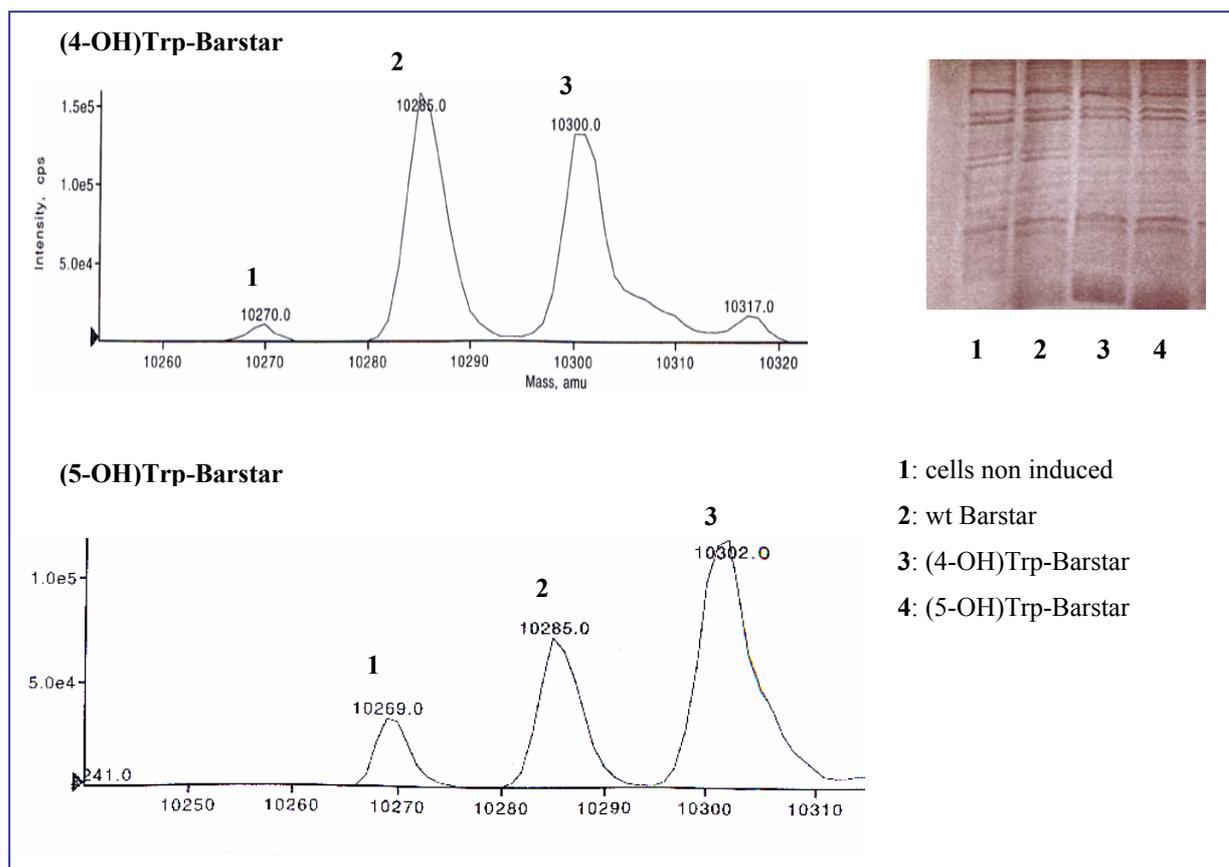 (4-OH)Trp-Barstar
2
3
1
10285.0
10300.0
10270.0
10317.0
1.5e5
1.0e5
5.0e4
Intensity, cps
10260 10270 10280 10290 10300 10310 10320
Mass, amu
1 2 3 4
(5-OH)Trp-Barstar
3
2
1
10302.0
10285.0
10269.0
241.0
1.0e5
5.0e4
10250 10260 10270 10280 10290 10300 10310
1: cells non induced
2: wt Barstar
3: (4-OH)Trp-Barstar
4: (5-OH)Trp-Barstar